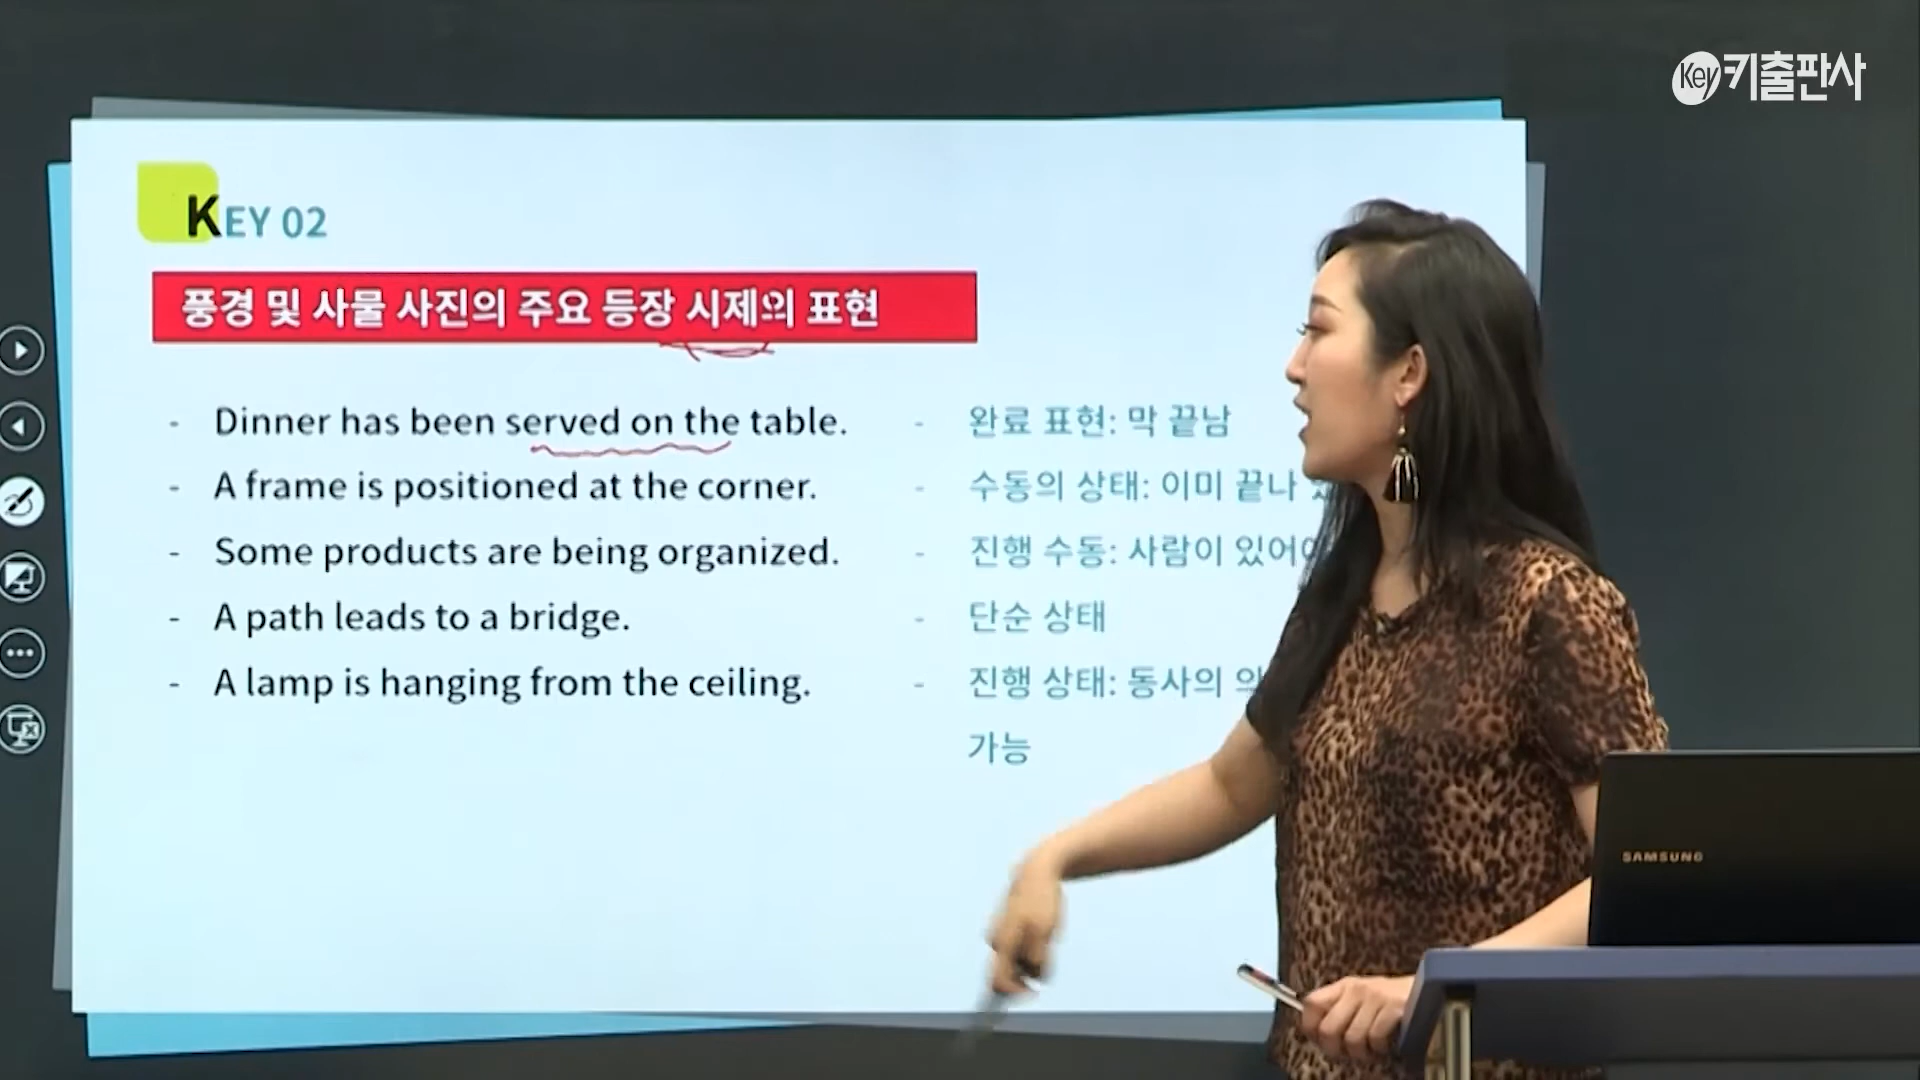 Key 키출판사
KEY 02
풍경 및 사물 사진의 주요 등장 시제의 표현
- Dinner has been served on the table. - 완료 표현: 막 끝남
- A frame is positioned at the corner. - 수동의 상태: 이미 끝나
- Some products are being organized. - 진행 수동: 사람이
- A path leads to a bridge. - 단순 상태
- A lamp is hanging from the ceiling. - 진행 상태: 동사의
가능
SAMSUNG